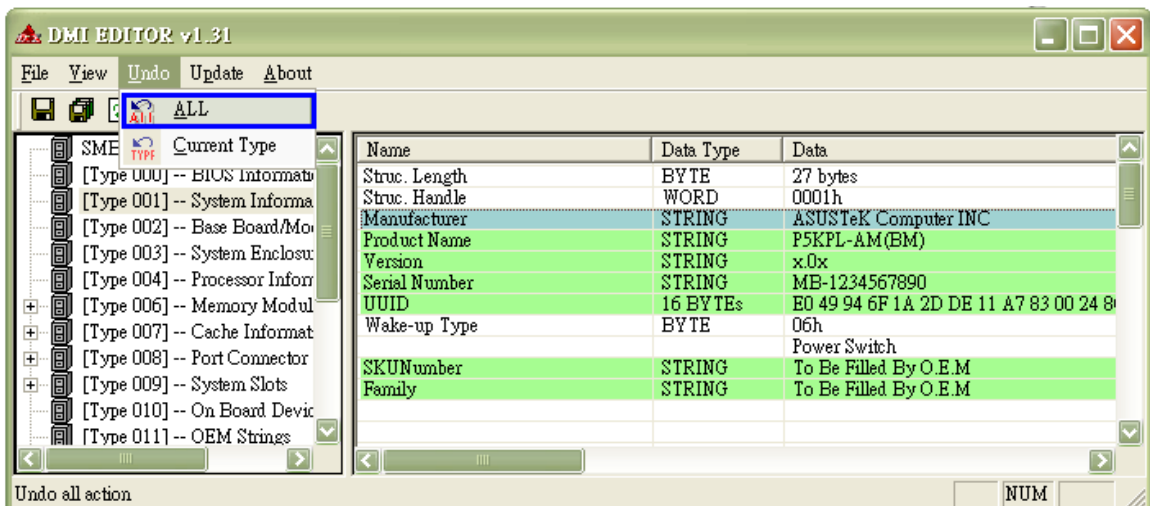 DMI EDITOR v1.31
File View Undo Update About
ALL
Current Type
SME
[Type 000] -- BIOS Informati
[Type 001] -- System Informa
[Type 002] -- Base Board/Mo
[Type 003] -- System Enclosu
[Type 004] -- Processor Inform
[Type 006] -- Memory Modul
[Type 007] -- Cache Informat
[Type 008] -- Port Connector
[Type 009] -- System Slots
[Type 010] -- On Board Devic
[Type 011] -- OEM Strings
Name Data Type Data
Struc. Length BYTE 27 bytes
Struc. Handle WORD 0001h
Manufacturer STRING ASUSTeK Computer INC
Product Name STRING P5KPL-AM(BM)
Version STRING x.0x
Serial Number STRING MB-1234567890
UUID 16 BYTEs E0 49 94 6F 1A 2D DE 11 A7 83 00 24 8
Wake-up Type BYTE 06h
Power Switch
SKUNumber STRING To Be Filled By O.E.M
Family STRING To Be Filled By O.E.M
Undo all action NUM